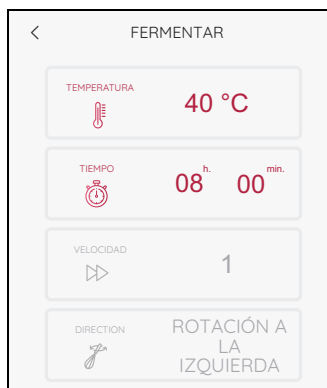 FERMENTAR
TEMPERATURA
40 °C
TIEMPO
08 h. 00 min.
VELOCIDAD
1
DIRECTION
ROTACIÓN A
LA
IZQUIERDA